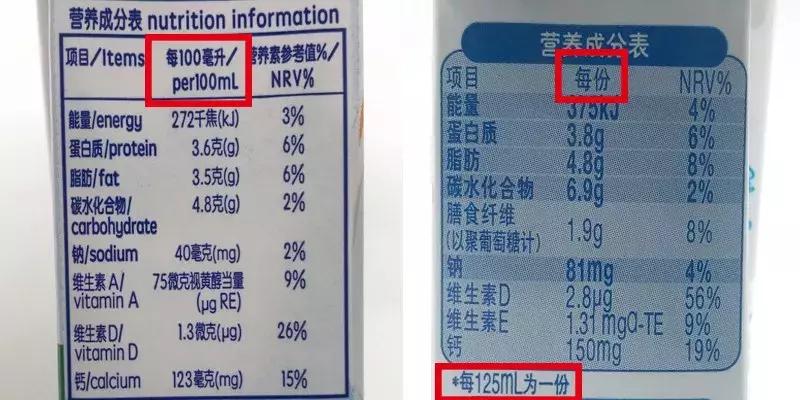 营养成分表 nutrition information
项目/Items 每100毫升/per100mL 营养素参考值%/NRV%
能量/energy 272千焦(kJ) 3%
蛋白质/protein 3.6克(g) 6%
脂肪/fat 3.5克(g) 6%
碳水化合物/carbohydrate 4.8克(g) 2%
钠/sodium 40毫克(mg) 2%
维生素A/vitamin A 75微克视黄醇当量(μg RE) 9%
维生素D/vitamin D 1.3微克(μg) 26%
钙/calcium 123毫克(mg) 15%
营养成分表
项目 每份 NRV%
能量 375kJ 4%
蛋白质 3.8g 6%
脂肪 4.8g 8%
碳水化合物 6.9g 2%
膳食纤维(以聚葡萄糖计) 1.9g 8%
钠 81mg 4%
维生素D 2.8μg 56%
维生素E 1.31 mgα-TE 9%
钙 150mg 19%
*每125mL为一份